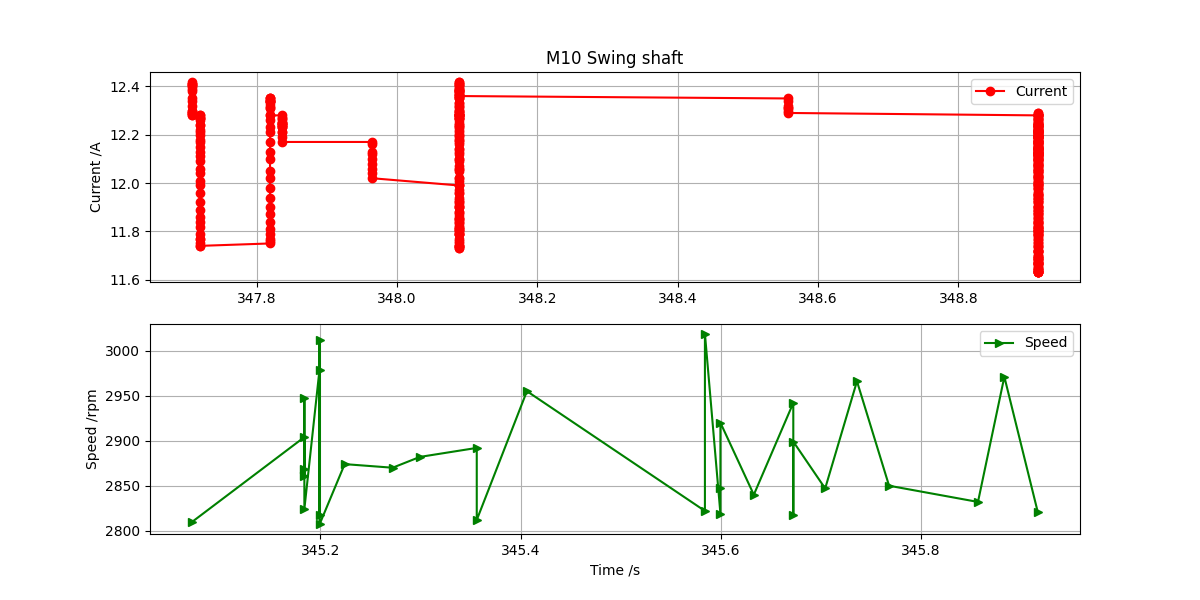 M10 Swing shaft
Current /A
12.4
12.2
12.0
11.8
11.6
Current
347.8 348.0 348.2 348.4 348.6 348.8
Speed /rpm
3000
2950
2900
2850
2800
Speed
345.2 345.4 345.6 345.8
Time /s